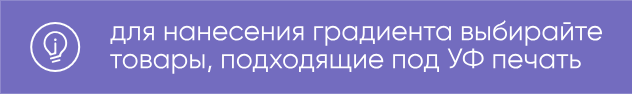 для нанесения градиента выбирайте
товары, подходящие под УФ печать